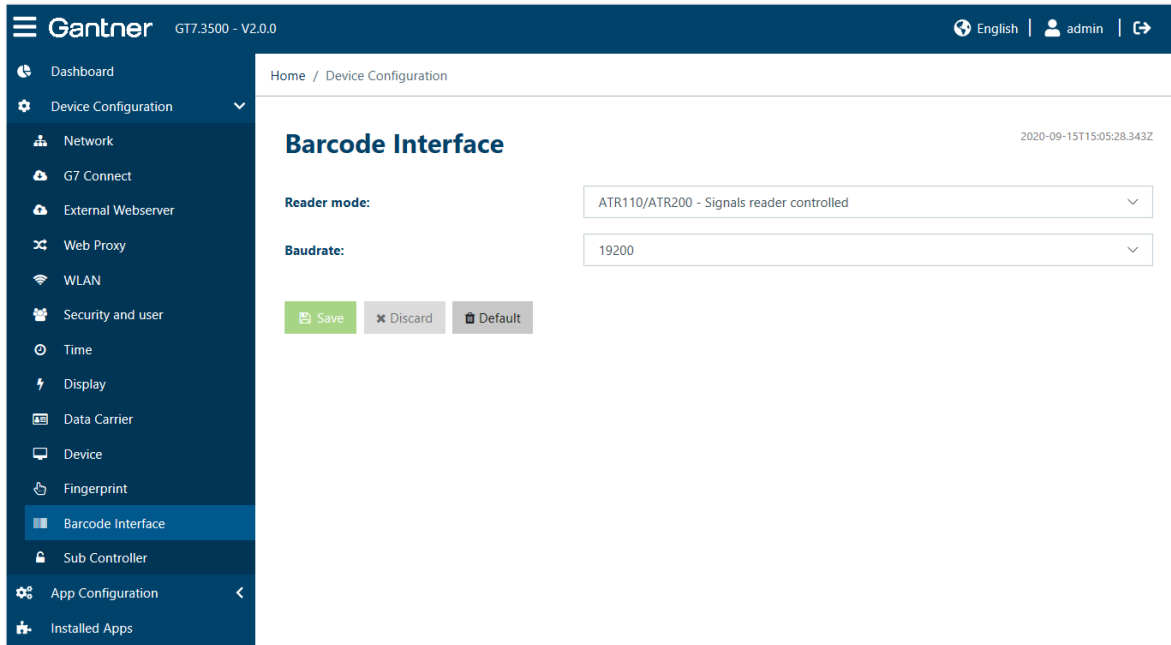 Gantner GT7.3500 - V2.0.0 English admin
Dashboard
Device Configuration
Network
G7 Connect
External Webserver
Web Proxy
WLAN
Security and user
Time
Display
Data Carrier
Device
Fingerprint
Barcode Interface
Sub Controller
App Configuration
Installed Apps
Home / Device Configuration
Barcode Interface
2020-09-15T15:05:28.343Z
Reader mode: ATR110/ATR200 - Signals reader controlled
Baudrate: 19200
Save Discard Default